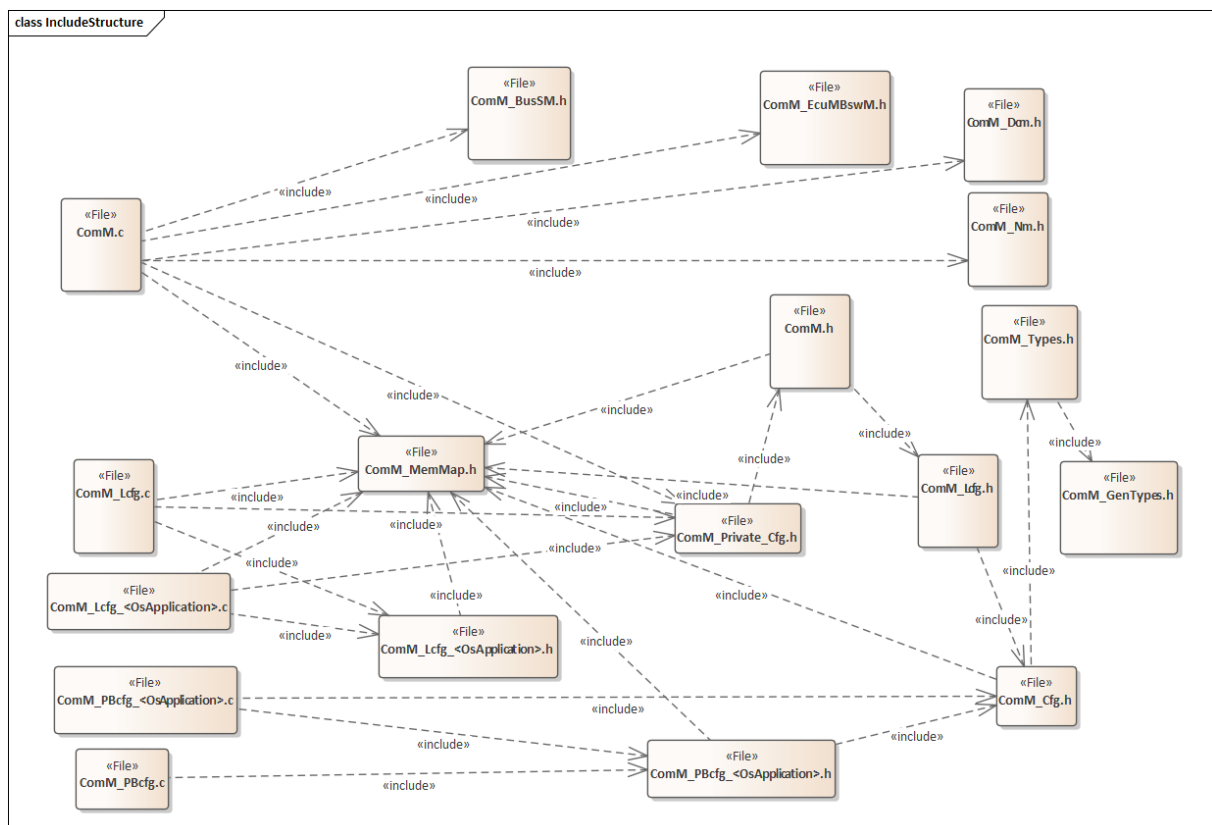 class IncludeStructure
«File»
ComM_BusSM.h
«File»
ComM_EcuMBswM.h
«File»
ComM_Dcm.h
«include»
«include»
«include»
«File»
ComM.c
«File»
ComM_Nm.h
«include»
«File»
ComM.h
«File»
ComM_Types.h
«include»
«include»
«include»
«include»
«include»
«include»
«File»
ComM_MemMap.h
«File»
ComM_Lcfg.c
«File»
ComM_Lcfg.h
«File»
ComM_GenTypes.h
«include»
«include»
«include»
«File»
ComM_Private_Cfg.h
«include»
«include»
«include»
«include»
«File»
ComM_Lcfg_<OsApplication>.c
«include»
«include»
«include»
«include»
«include»
«File»
ComM_Lcfg_<OsApplication>.h
«File»
ComM_PBcfg_<OsApplication>.c
«File»
ComM_Cfg.h
«include»
«include»
«include»
«File»
ComM_PBcfg.c
«include»
«File»
ComM_PBcfg_<OsApplication>.h